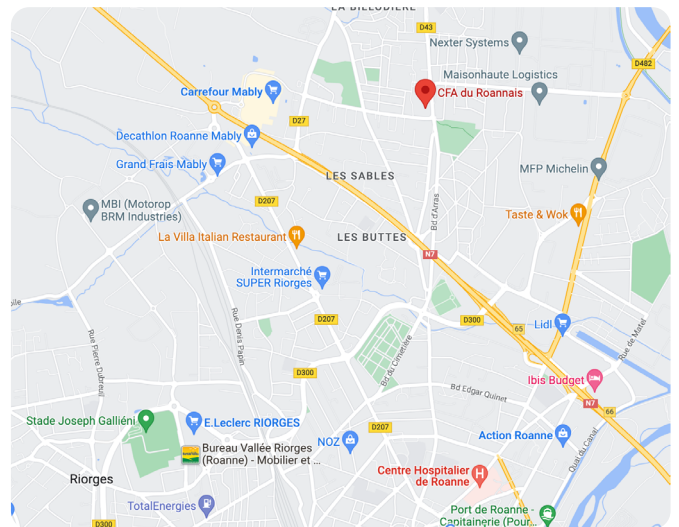 LA BILLODIÈRE
D43
Nexter Systems
D482
Maisonhaute Logistics
Carrefour Mably
CFA du Roannais
D27
Decathlon Roanne Mably
Grand Frais Mably
MFP Michelin
LES SABLES
D207
MBI (Motorop
BRM Industries)
Bd d'Arras
Taste & Wok
La Villa Italian Restaurant
LES BUTTES
N7
Intermarché
SUPER Riorges
D207
D300
65
Lidl
Rue Denis Papin
Rue Pierre Dubreuil
Bd du Cimetière
Rue de Matel
D300
Ibis Budget
Bd Edgar Quinet
N7
66
Stade Joseph Galliéni
E.Leclerc RIORGES
D207
NOZ
Action Roanne
Quai du Canal
Bureau Vallée Riorges
(Roanne) - Mobilier et ...
Centre Hospitalier
de Roanne
Riorges
TotalEnergies
Port de Roanne -
Capitainerie (Pour...
D300